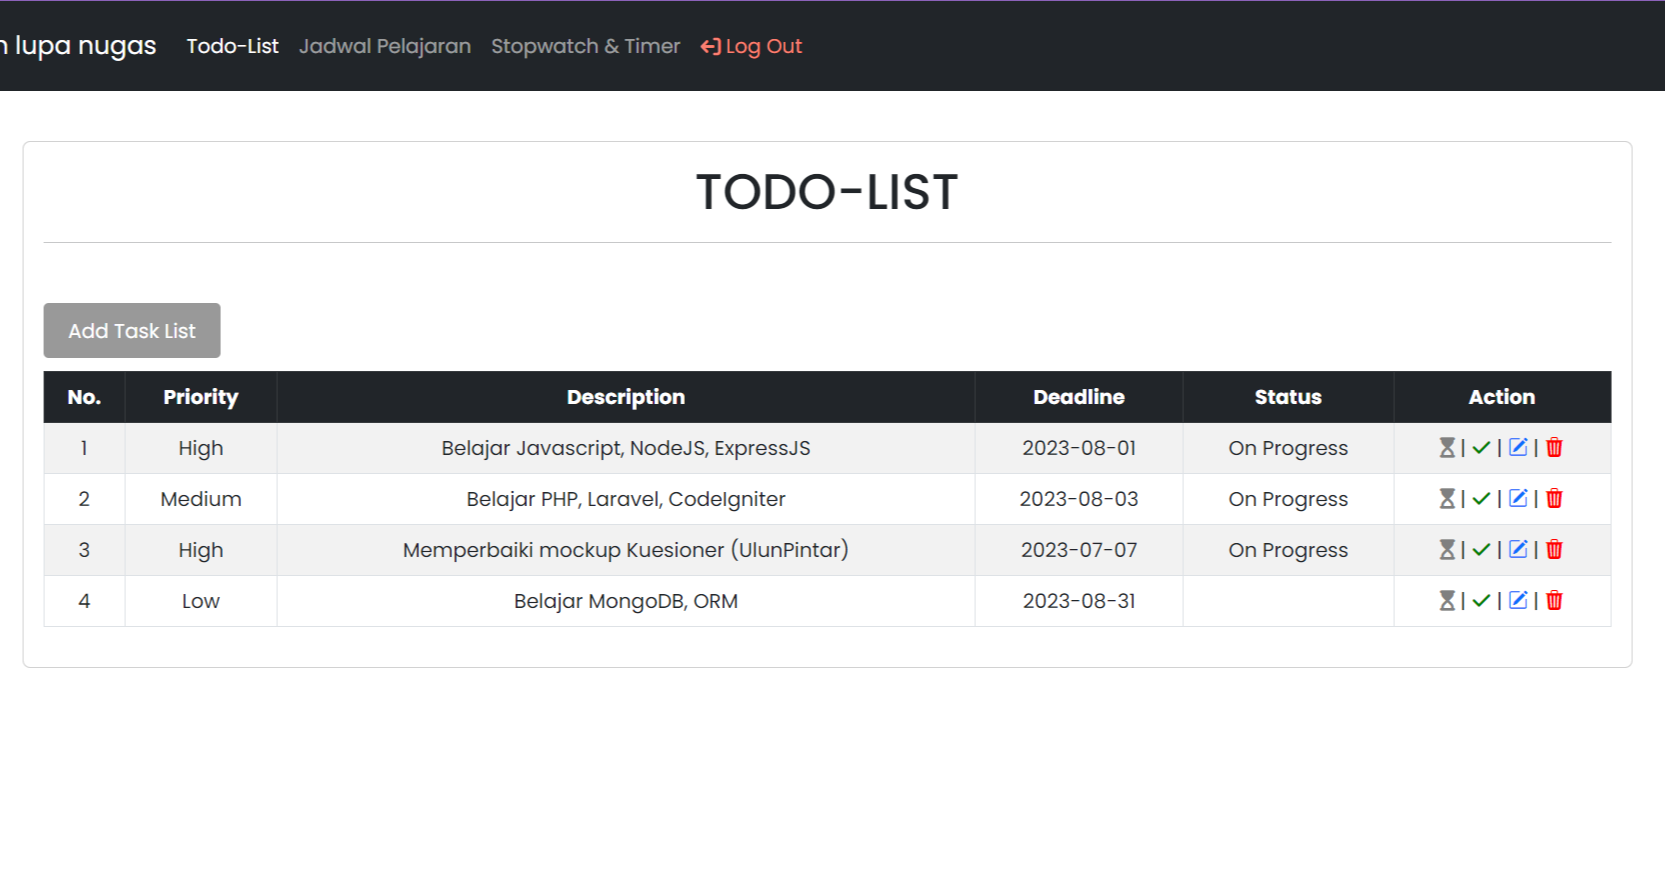 lupa nugas Todo-List Jadwal Pelajaran Stopwatch & Timer Log Out
TODO-LIST
Add Task List
No. Priority Description Deadline Status Action
1 High Belajar Javascript, NodeJS, ExpressJS 2023-08-01 On Progress | | |
2 Medium Belajar PHP, Laravel, CodeIgniter 2023-08-03 On Progress | | |
3 High Memperbaiki mockup Kuesioner (UlunPintar) 2023-07-07 On Progress | | |
4 Low Belajar MongoDB, ORM 2023-08-31 | | |